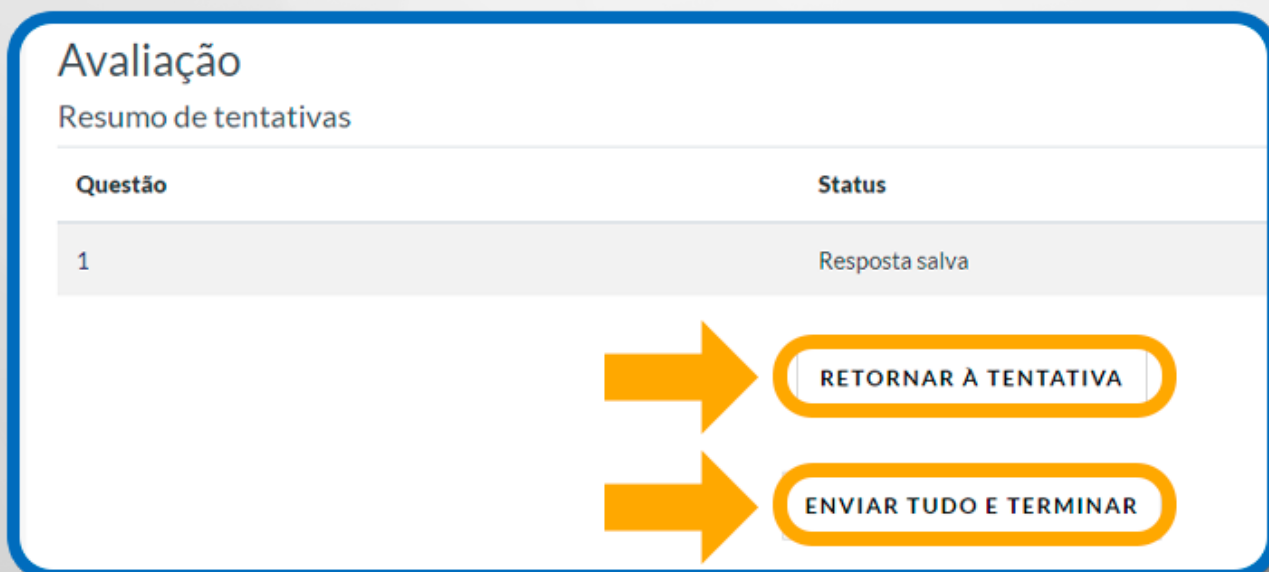 Avaliação
Resumo de tentativas
Questão Status
1 Resposta salva
RETORNAR À TENTATIVA
ENVIAR TUDO E TERMINAR